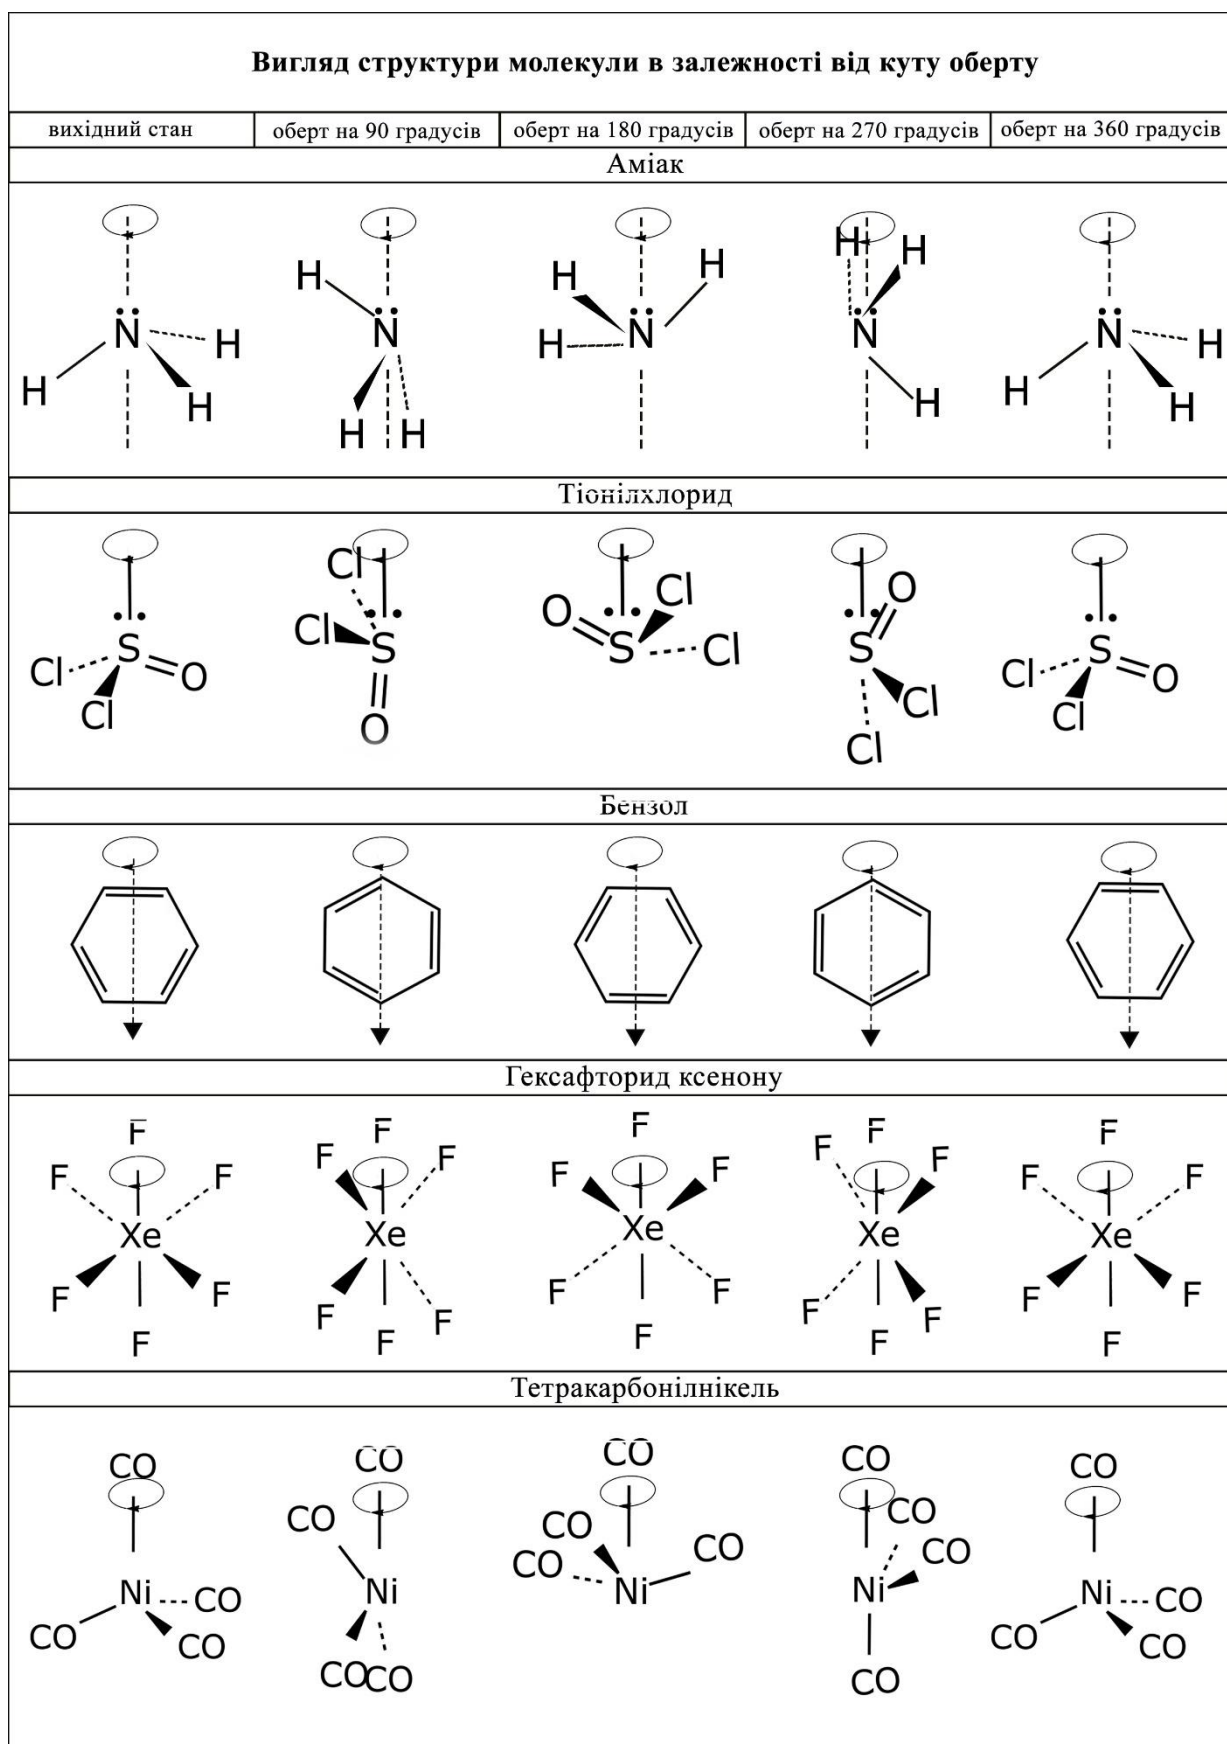 Вигляд структури молекули в залежності від куту оберту
вихідний стан оберт на 90 градусів оберт на 180 градусів оберт на 270 градусів оберт на 360 градусів
Аміак
H H H H H
N N N N N
H H H H H
H H H H H
Тіонілхлорид
Cl Cl O O
S S S S S
Cl O Cl Cl Cl Cl O
Cl O Cl Cl
Бензол
F F F F F
Гексафторид ксенону
F F F F F F F F F F
Xe Xe Xe Xe Xe
F F F F F F F F F F
F F F F F
Тетракарбонілнікель
CO CO CO CO CO
CO CO CO CO CO
Ni CO Ni CO Ni Ni CO Ni CO
CO CO CO CO
CO CO CO